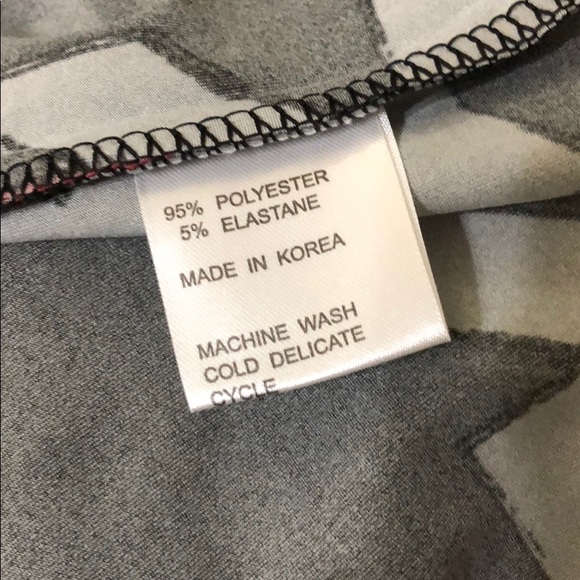 95% POLYESTER
5% ELASTANE
MADE IN KOREA
MACHINE WASH
COLD DELICATE
CYCLE